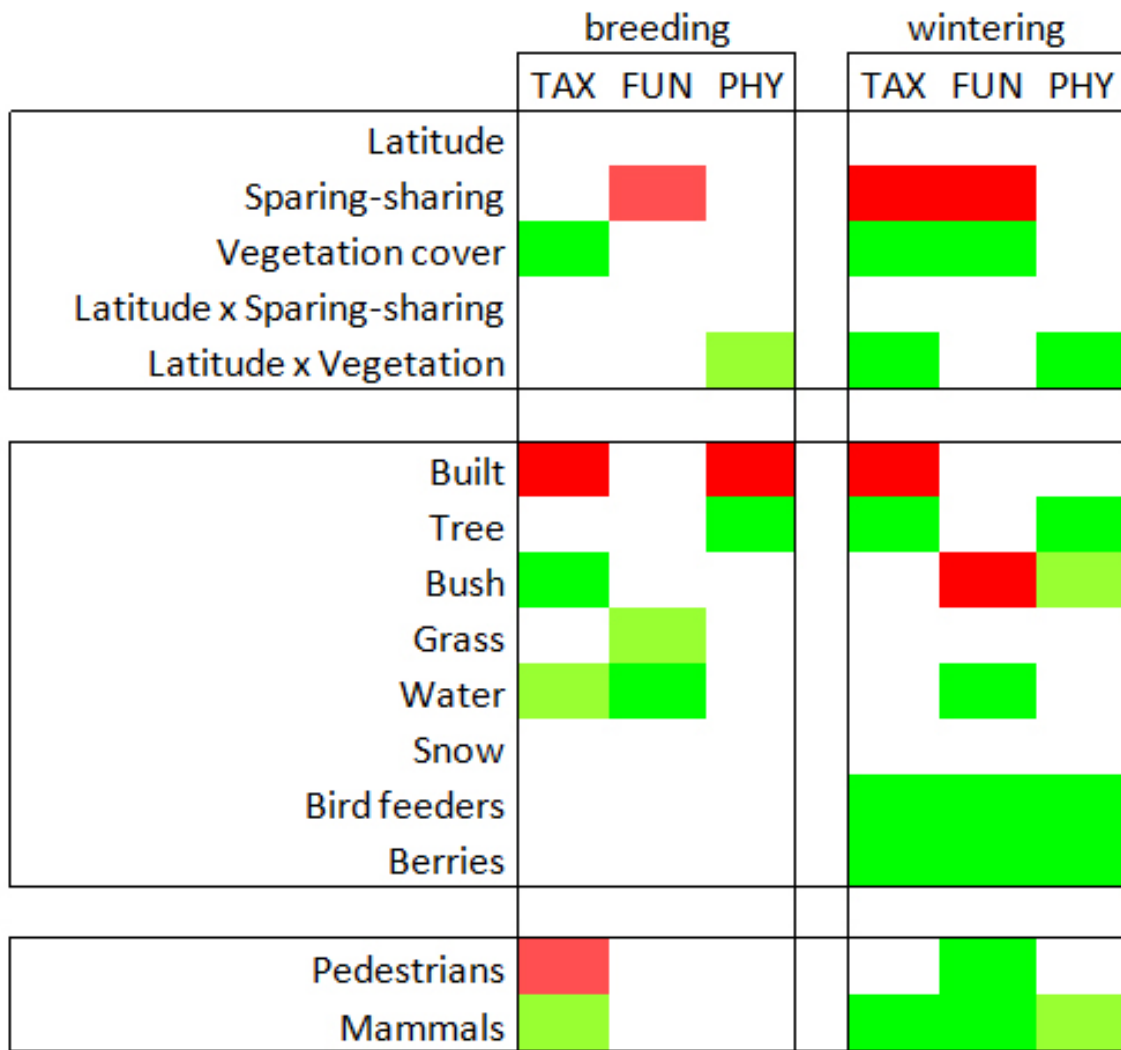 breeding wintering
TAX FUN PHY TAX FUN PHY
Latitude
Sparing-sharing
Vegetation cover
Latitude x Sparing-sharing
Latitude x Vegetation
Built
Tree
Bush
Grass
Water
Snow
Bird feeders
Berries
Pedestrians
Mammals